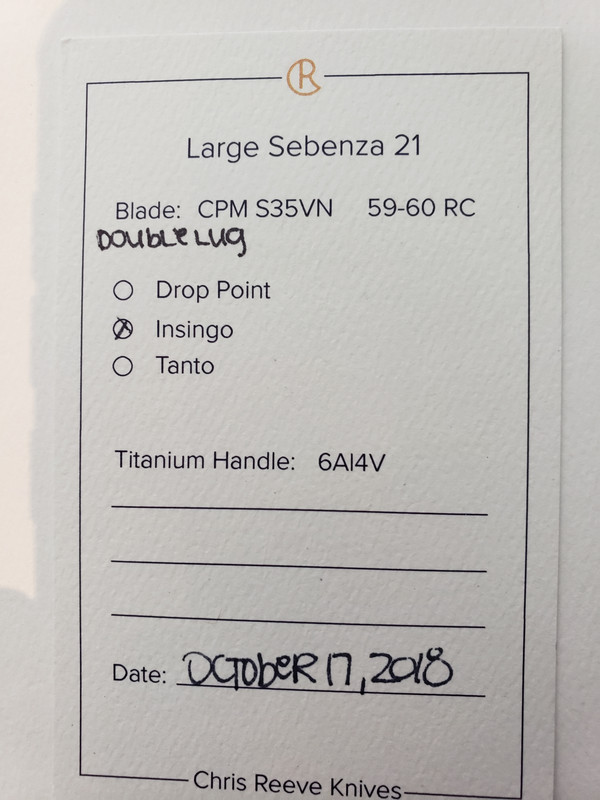 CR
Large Sebenza 21
Blade: CPM S35VN 59-60 RC
DOUBLE LUG
Drop Point
Insingo
Tanto
Titanium Handle: 6Al4V
Date: OCTOBER 17, 2018
Chris Reeve Knives